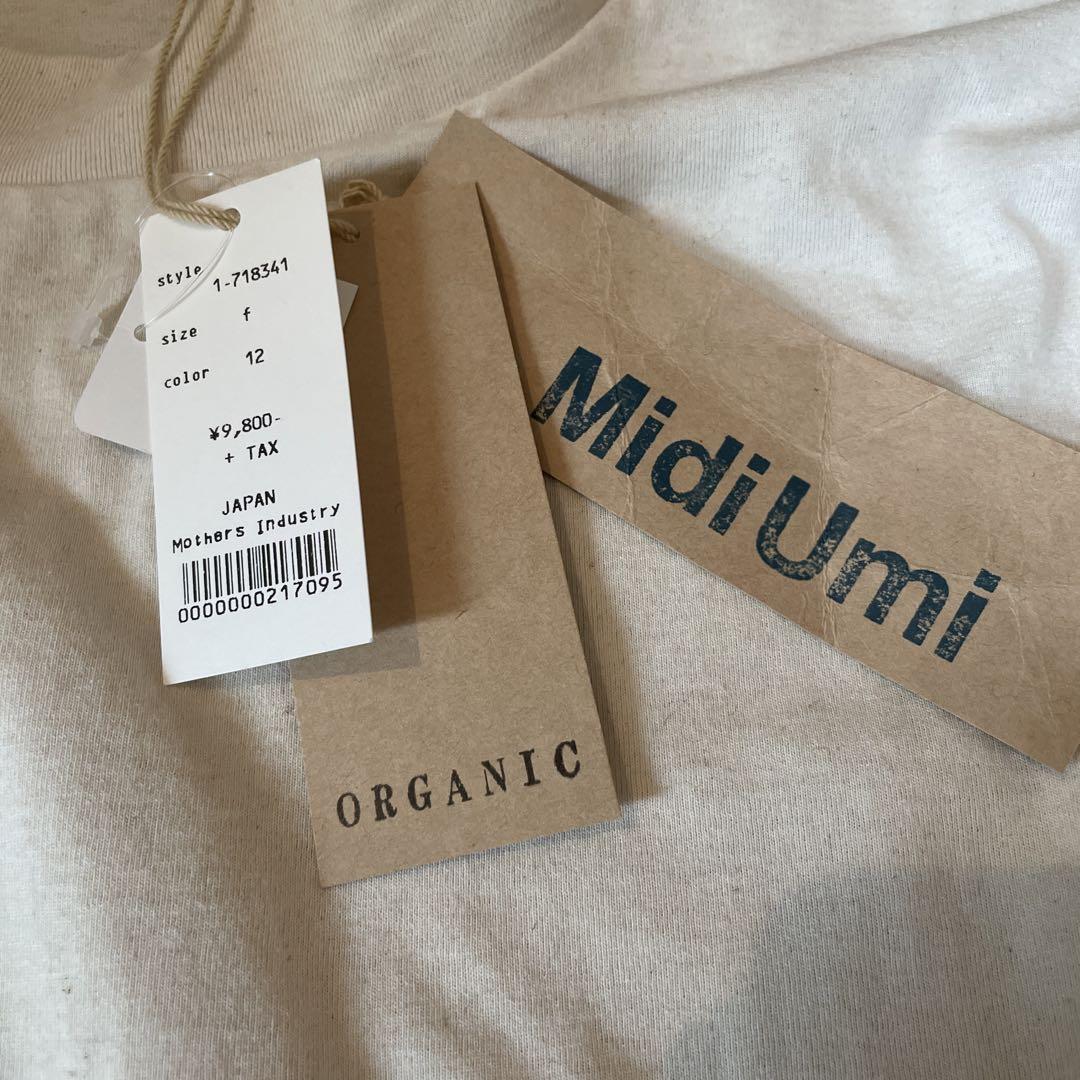 style 1-718341
size f
color 12
¥9,800-
+ TAX
JAPAN
Mothers Industry
0000000217095
ORGANIC
MidiUmi